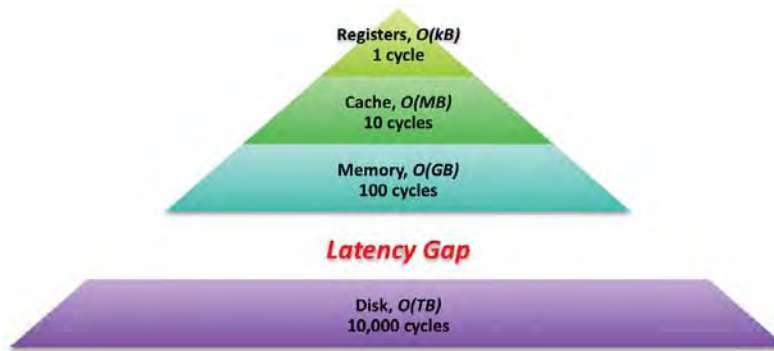 Registers, O(kB)
1 cycle
Cache, O(MB)
10 cycles
Memory, O(GB)
100 cycles
Latency Gap
Disk, O(TB)
10,000 cycles